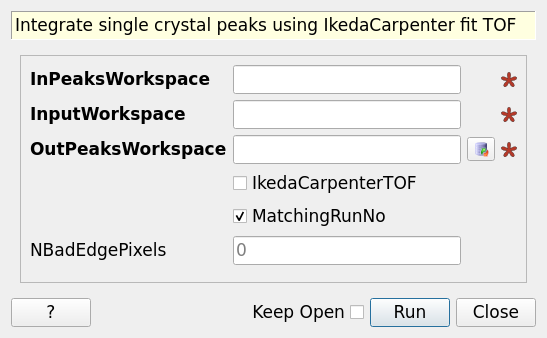 Integrate single crystal peaks using IkedaCarpenter fit TOF
InPeaksWorkspace
InputWorkspace
OutPeaksWorkspace
IkedaCarpenterTOF
MatchingRunNo
NBadEdgePixels 0
? Keep Open Run Close